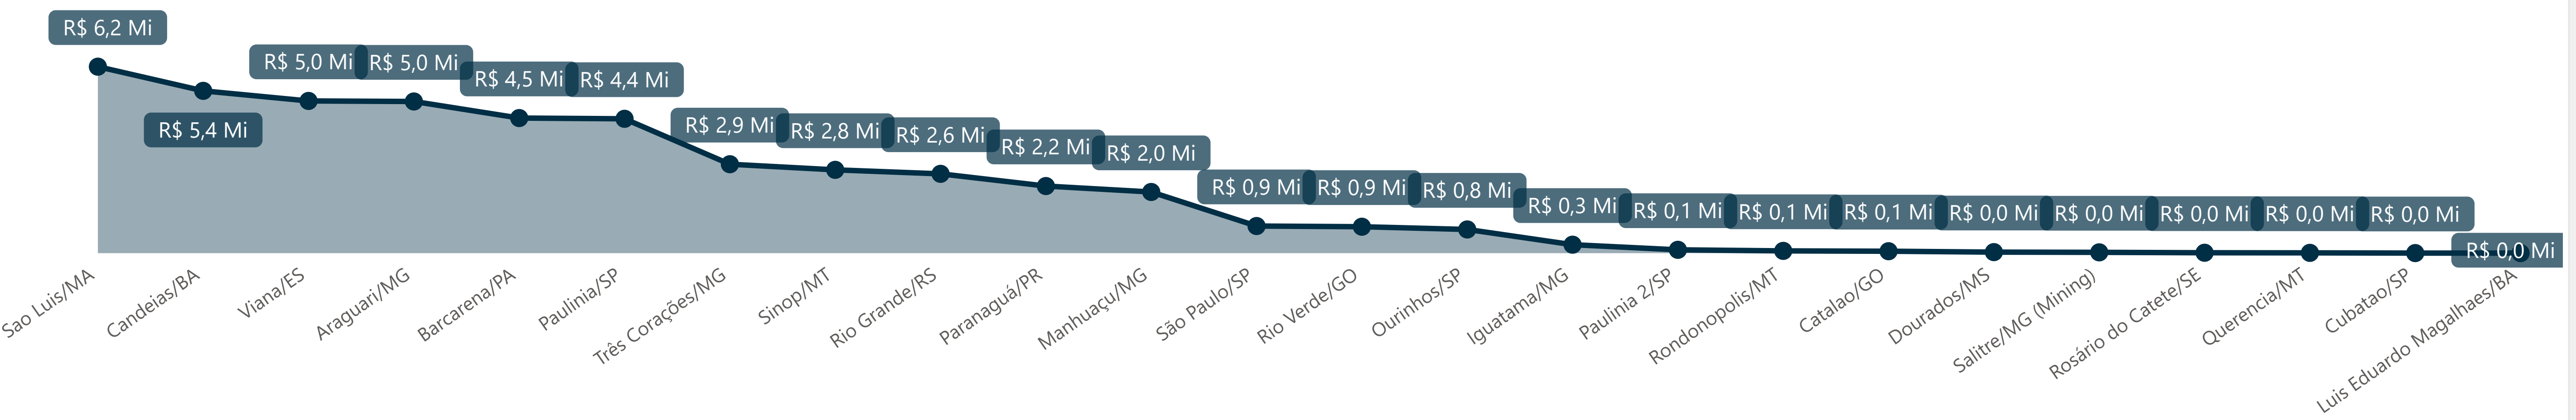 R$ 6,2 Mi
R$ 5,4 Mi
R$ 5,0 Mi
R$ 5,0 Mi
R$ 4,5 Mi
R$ 4,4 Mi
R$ 2,9 Mi
R$ 2,8 Mi
R$ 2,6 Mi
R$ 2,2 Mi
R$ 2,0 Mi
R$ 0,9 Mi
R$ 0,9 Mi
R$ 0,8 Mi
R$ 0,3 Mi
R$ 0,1 Mi
R$ 0,1 Mi
R$ 0,1 Mi
R$ 0,0 Mi
R$ 0,0 Mi
R$ 0,0 Mi
R$ 0,0 Mi
R$ 0,0 Mi
R$ 0,0 Mi
Sao Luis/MA
Candeias/BA
Viana/ES
Araguari/MG
Barcarena/PA
Paulinia/SP
Três Corações/MG
Sinop/MT
Rio Grande/RS
Paranaguá/PR
Manhuaçu/MG
São Paulo/SP
Rio Verde/GO
Ourinhos/SP
Iguatama/MG
Paulinia 2/SP
Rondonopolis/MT
Catalao/GO
Dourados/MS
Salitre/MG (Mining)
Rosário do Catete/SE
Querencia/MT
Cubatao/SP
Luis Eduardo Magalhaes/BA